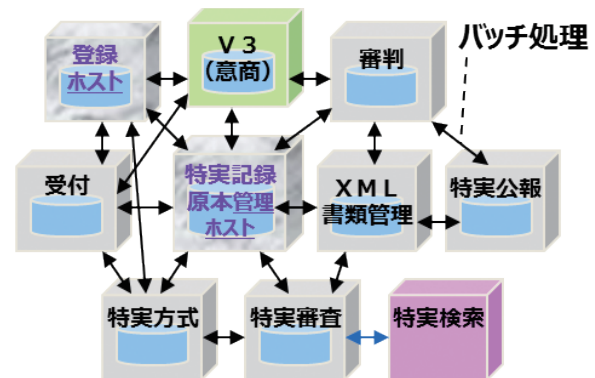 登録
ホスト
V3
(意商)
審判
バッチ処理
受付
特実記録
原本管理
ホスト
XML
書類管理
特実公報
特実方式
特実審査
特実検索